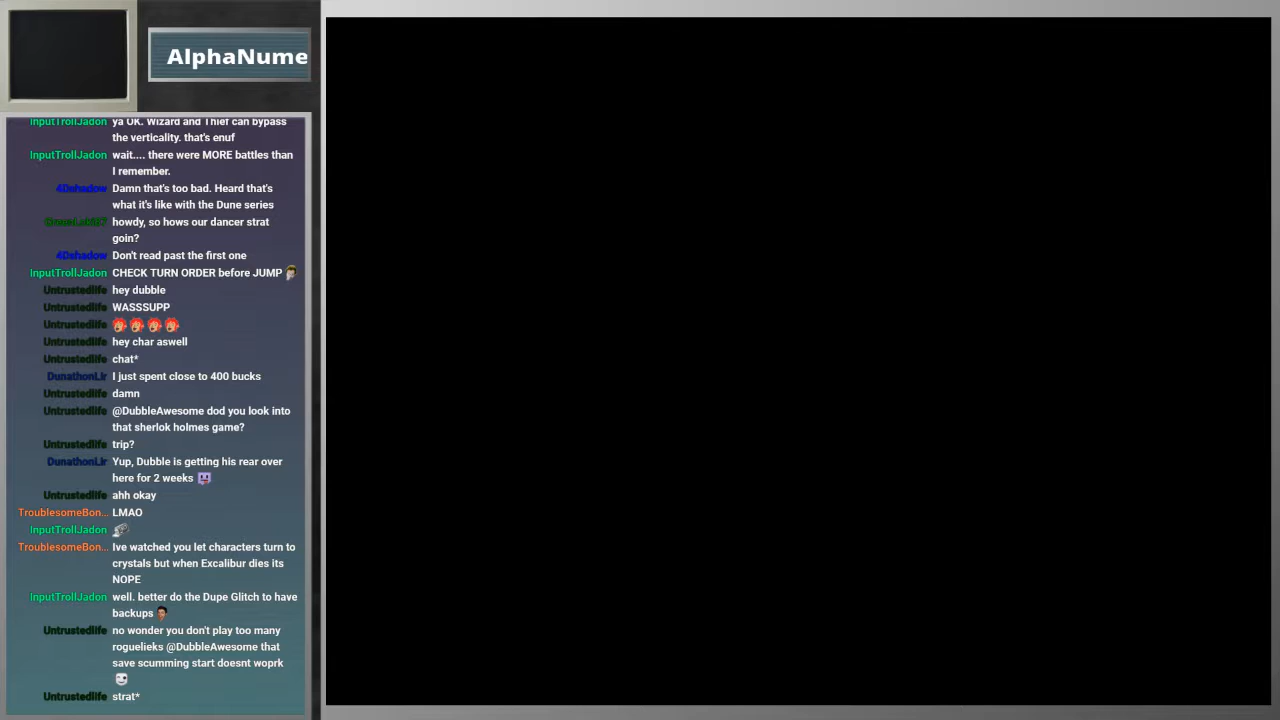 AlphaNume
InputTrollJadon ya OK. Wizard and Thief can bypass
the verticality. that's enuf
InputTrollJadon wait.... there were MORE battles than
I remember.
4Dshadow Damn that's too bad. Heard that's
what it's like with the Dune series
howdy, so hows our dancer strat
goin?
4Dshadow Don't read past the first one
InputTrollJadon CHECK TURN ORDER before JUMP
Untrustedlife hey dubble
Untrustedlife WASSSUPP
Untrustedlife
Untrustedlife hey char aswell
Untrustedlife chat*
DunathonLir I just spent close to 400 bucks
Untrustedlife damn
Untrustedlife @DubbleAwesome dod you look into
that sherlok holmes game?
Untrustedlife trip?
DunathonLir Yup, Dubble is getting his rear over
here for 2 weeks
Untrustedlife ahh okay
TroublesomeBon... LMAO
InputTrollJadon
TroublesomeBon... Ive watched you let characters turn to
crystals but when Excalibur dies its
NOPE
InputTrollJadon well. better do the Dupe Glitch to have
backups
Untrustedlife no wonder you don't play too many
roguelieks @DubbleAwesome that
save scumming start doesnt woprk
Untrustedlife strat*